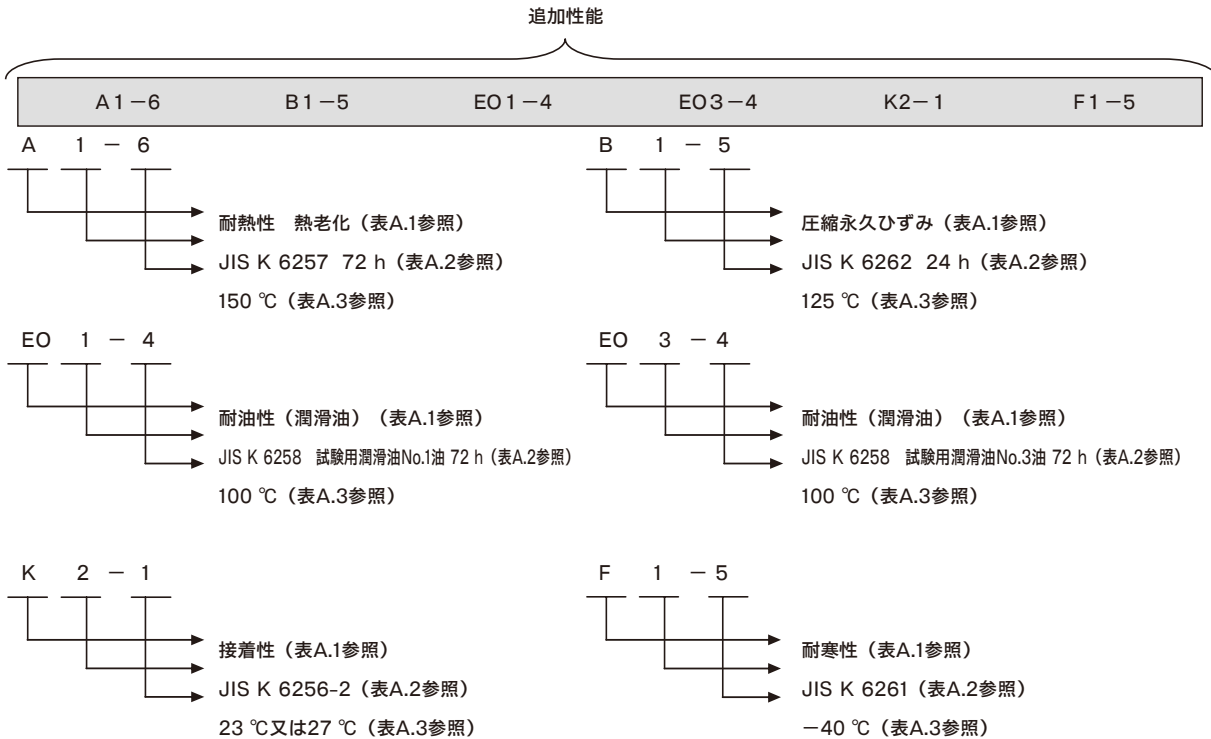 追加性能
A1－6 B1－5 EO1－4 EO3－4 K2－1 F1－5
A 1 － 6
耐熱性 熱老化（表A.1参照）
JIS K 6257 72 h（表A.2参照）
150 ℃（表A.3参照）
B 1 － 5
圧縮永久ひずみ（表A.1参照）
JIS K 6262 24 h（表A.2参照）
125 ℃（表A.3参照）
EO 1 － 4
耐油性（潤滑油）（表A.1参照）
JIS K 6258 試験用潤滑油No.1油 72 h（表A.2参照）
100 ℃（表A.3参照）
EO 3 － 4
耐油性（潤滑油）（表A.1参照）
JIS K 6258 試験用潤滑油No.3油 72 h（表A.2参照）
100 ℃（表A.3参照）
K 2 － 1
接着性（表A.1参照）
JIS K 6256-2（表A.2参照）
23 ℃又は27 ℃（表A.3参照）
F 1 － 5
耐寒性（表A.1参照）
JIS K 6261（表A.2参照）
－40 ℃（表A.3参照）